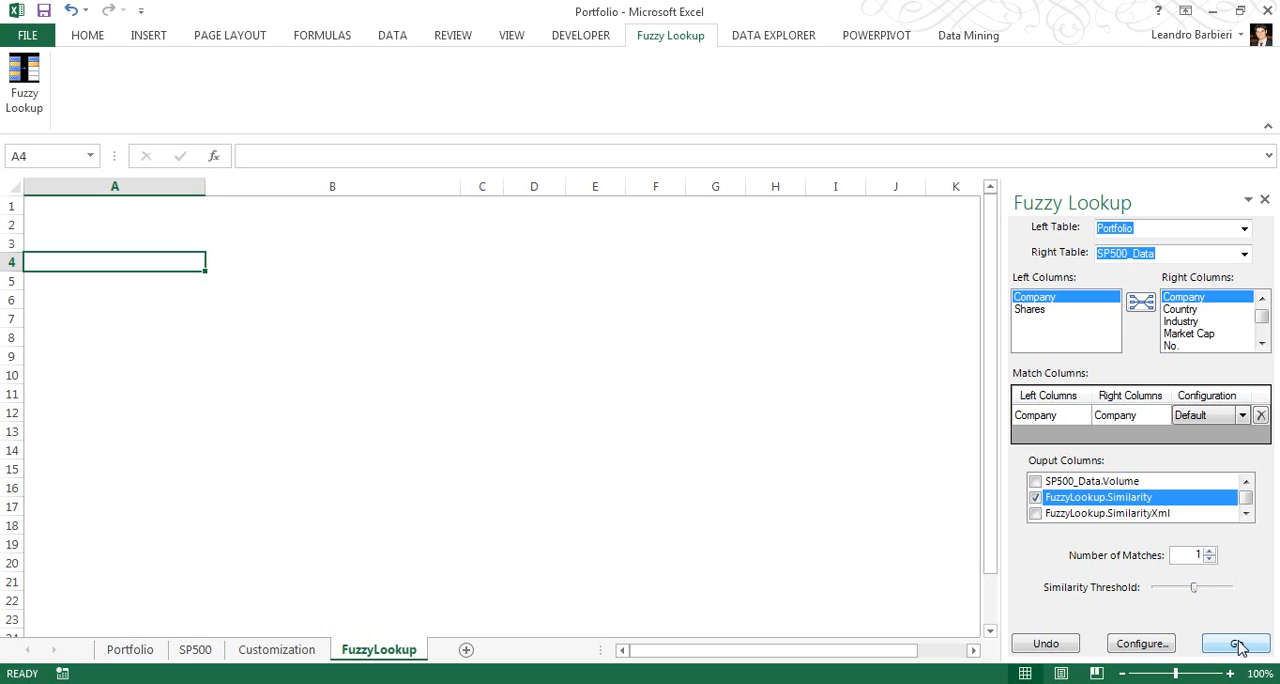 Portfolio - Microsoft Excel
?
FILE HOME INSERT PAGE LAYOUT FORMULAS DATA REVIEW VIEW DEVELOPER Fuzzy Lookup DATA EXPLORER POWERPIVOT Data Mining Leandro Barbieri
Fuzzy
Lookup
A4 fx
A B C D E F G H I J K
1
2
3
4
5
6
7
8
9
10
11
12
13
14
15
16
17
18
19
20
21
22
23
Fuzzy Lookup
Left Table: Portfolio
Right Table: SP500_Data
Left Columns: Right Columns:
Company Company
Shares Country
Industry
Market Cap
No.
Match Columns:
Left Columns Right Columns Configuration
Company Company Default
Ouput Columns:
SP500_Data.Volume
FuzzyLookup.Similarity
FuzzyLookup.SimilarityXml
Number of Matches: 1
Similarity Threshold:
Undo Configure...
Portfolio SP500 Customization FuzzyLookup
READY 100%